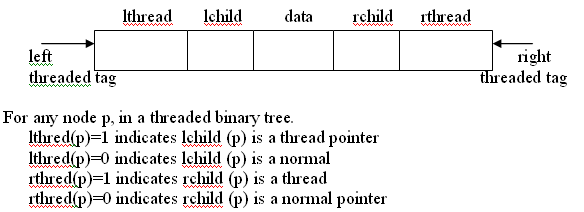 lthread lchild data rchild rthread
left right
threaded tag threaded tag
For any node p, in a threaded binary tree.
lthred(p)=1 indicates lchild (p) is a thread pointer
lthred(p)=0 indicates lchild (p) is a normal
rthred(p)=1 indicates rchild (p) is a thread
rthred(p)=0 indicates rchild (p) is a normal pointer